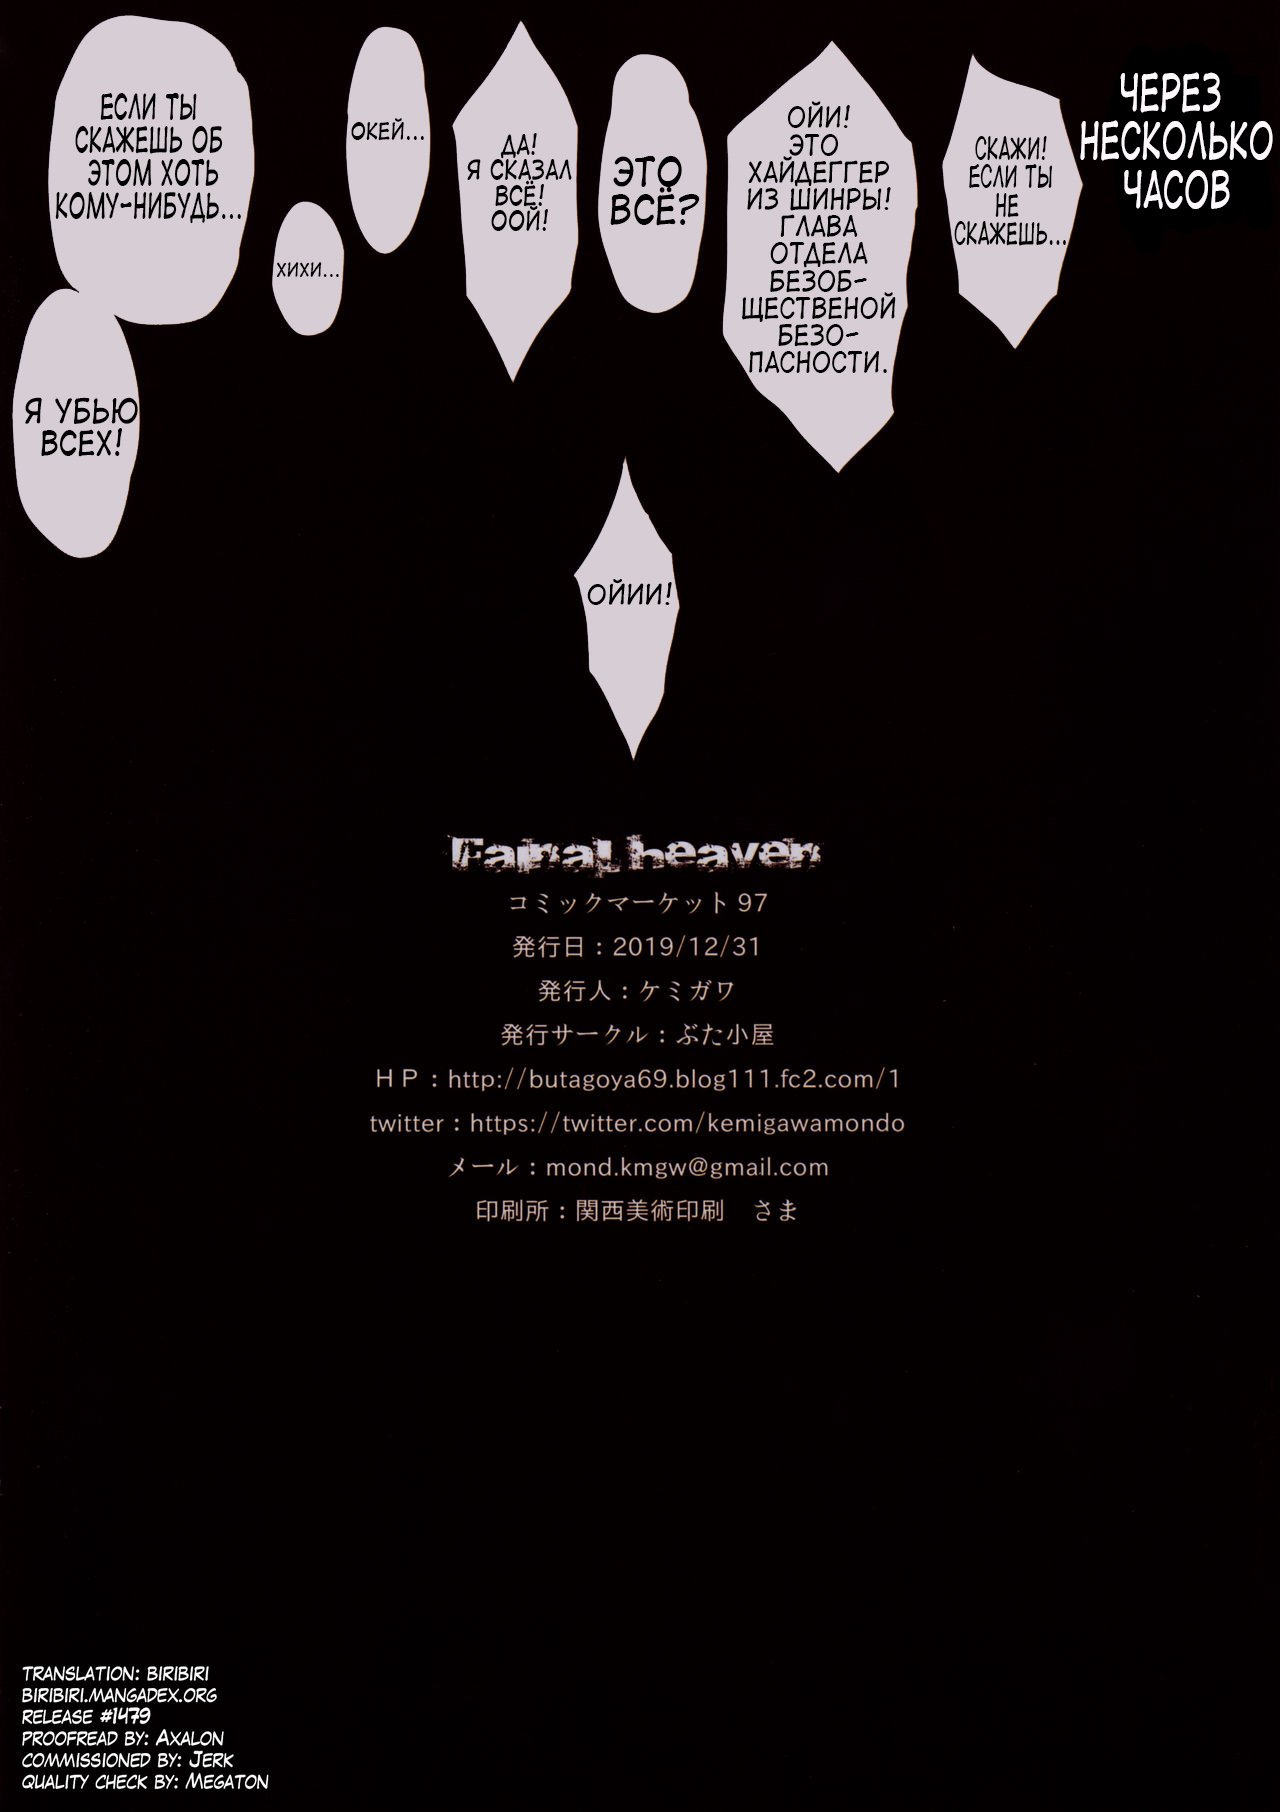 ЧЕРЕЗ
НЕСКОЛЬКО
ЧАСОВ
СКАЖИ!
ЕСЛИ ТЫ
НЕ
СКАЖЕШЬ...
ОЙИ!
ЭТО
ХАЙДЕГГЕР
ИЗ ШИНРЫ!
ГЛАВА
ОТДЕЛА
БЕЗОБ-
ЩЕСТВЕНОЙ
БЕЗО-
ПАСНОСТИ.
ЭТО
ВСЁ?
ДА!
Я СКАЗАЛ
ВСЁ!
ООЙ!
ОКЕЙ...
ХИХИ...
ЕСЛИ ТЫ
СКАЖЕШЬ ОБ
ЭТОМ ХОТЬ
КОМУ-НИБУДЬ...
Я УБЬЮ
ВСЕХ!
ОЙИИ!
Fainal heaven
コミックマーケット 97
発行日：2019/12/31
発行人：ケミガワ
発行サークル：ぶた小屋
ＨＰ：http://butagoya69.blog111.fc2.com/1
twitter：https://twitter.com/kemigawamondo
メール：mond.kmgw@gmail.com
印刷所：関西美術印刷　さま
TRANSLATION: BIRIBIRI
BIRIBIRI.MANGADEX.ORG
RELEASE #1479
PROOFREAD BY: AXALON
COMMISSIONED BY: JERK
QUALITY CHECK BY: MEGATON